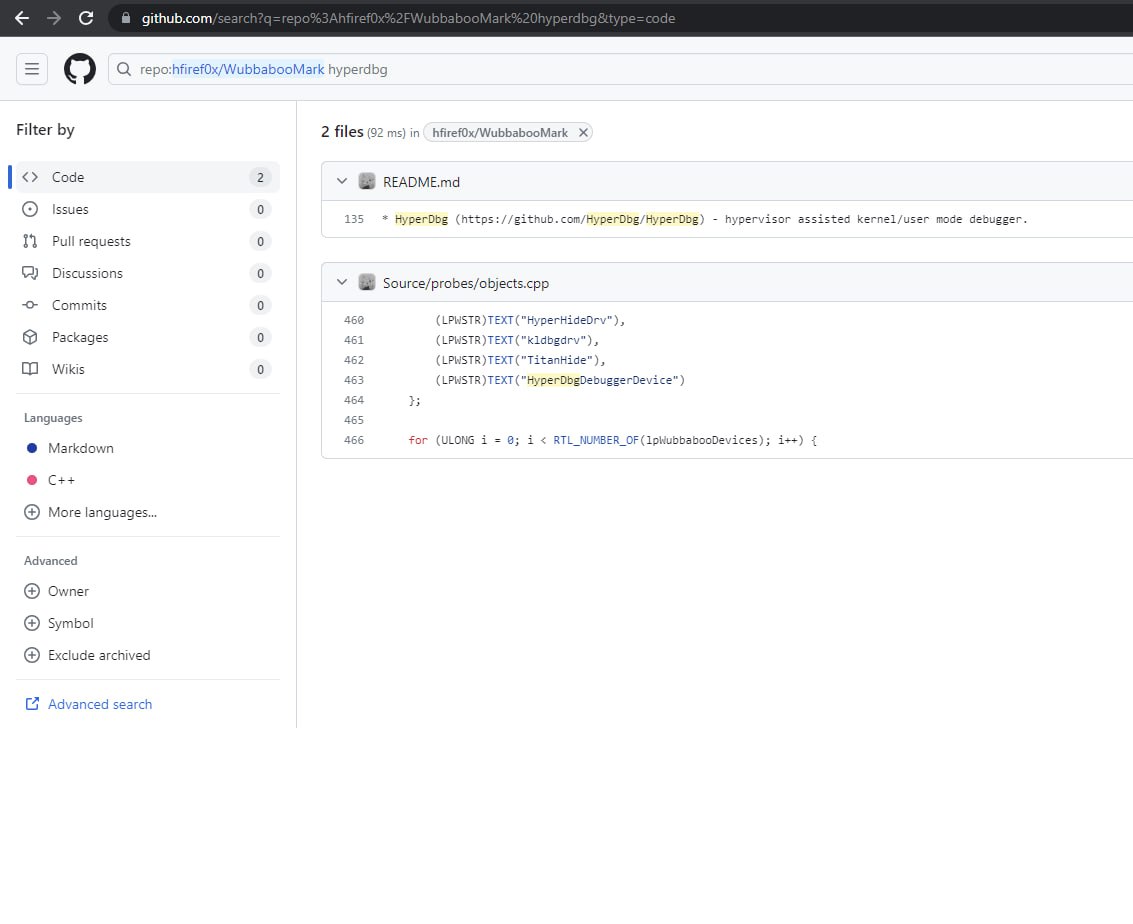 github.com/search?q=repo%3Ahfiref0x%2FWubbabooMark%20hyperdbg&type=code
repo:hfiref0x/WubbabooMark hyperdbg
Filter by
Code 2
Issues 0
Pull requests 0
Discussions 0
Commits 0
Packages 0
Wikis 0
Languages
Markdown
C++
More languages...
Advanced
Owner
Symbol
Exclude archived
Advanced search
2 files (92 ms) in hfiref0x/WubbabooMark
README.md
135 * HyperDbg (https://github.com/HyperDbg/HyperDbg) - hypervisor assisted kernel/user mode debugger.
Source/probes/objects.cpp
460 (LPWSTR)TEXT("HyperHideDrv"),
461 (LPWSTR)TEXT("kldbgdrv"),
462 (LPWSTR)TEXT("TitanHide"),
463 (LPWSTR)TEXT("HyperDbgDebuggerDevice")
464 };
465
466 for (ULONG i = 0; i < RTL_NUMBER_OF(lpWubbabooDevices); i++) {